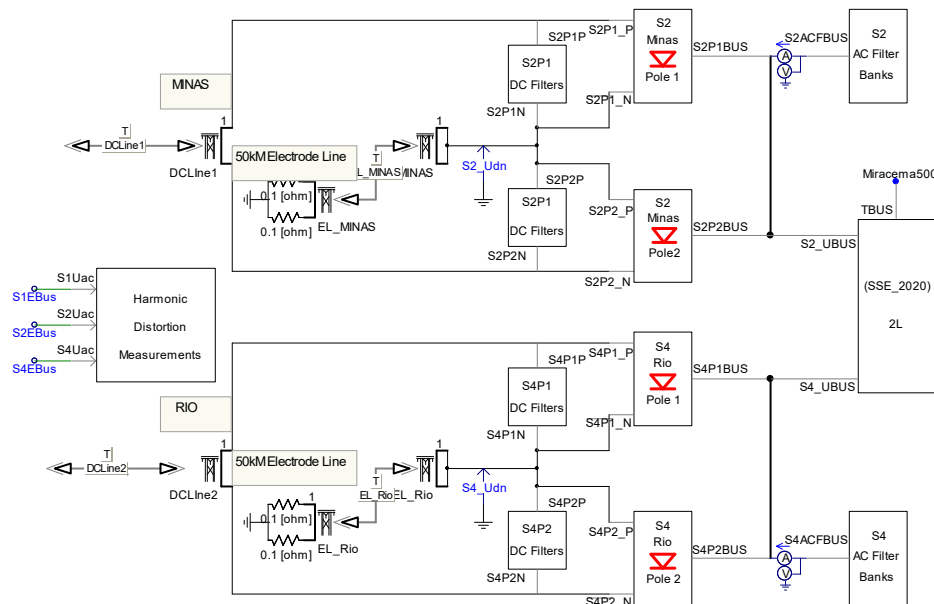 S2
Minas
Pole 1
S2P1_P
S2P1P
S2P1
DC Filters
S2P1N
S2P1_N
S2P1BUS
S2ACFBUS
A
V
S2
AC Filter
Banks
MINAS
1
T
DCLine1
DCLIne1
50kM Electrode Line
1
T
EL_MINAS
0.1 [ohm]
0.1 [ohm]
EL_MINAS
S2_Udn
S2P2P
S2P1
DC Filters
S2P2N
S2P2_P
S2
Minas
Pole2
S2P2_N
S2P2BUS
Miracema500
TBUS
S2_UBUS
(SSE_2020)
2L
S4_UBUS
S1Uac
S1EBus
S2Uac
S2EBus
S4Uac
S4EBus
Harmonic
Distortion
Measurements
S4P1P
S4P1_P
S4
Rio
Pole 1
S4P1
DC Filters
S4P1N
S4P1_N
S4P1BUS
RIO
1
T
DCLine2
DCLIne2
50kM Electrode Line
1
T
EL_Rio
EL_Rio
1
0.1 [ohm]
0.1 [ohm]
EL_Rio
S4_Udn
S4P2P
S4P2
DC Filters
S4P2N
S4P2_P
S4
Rio
Pole 2
S4P2_N
S4P2BUS
S4ACFBUS
A
V
S4
AC Filter
Banks